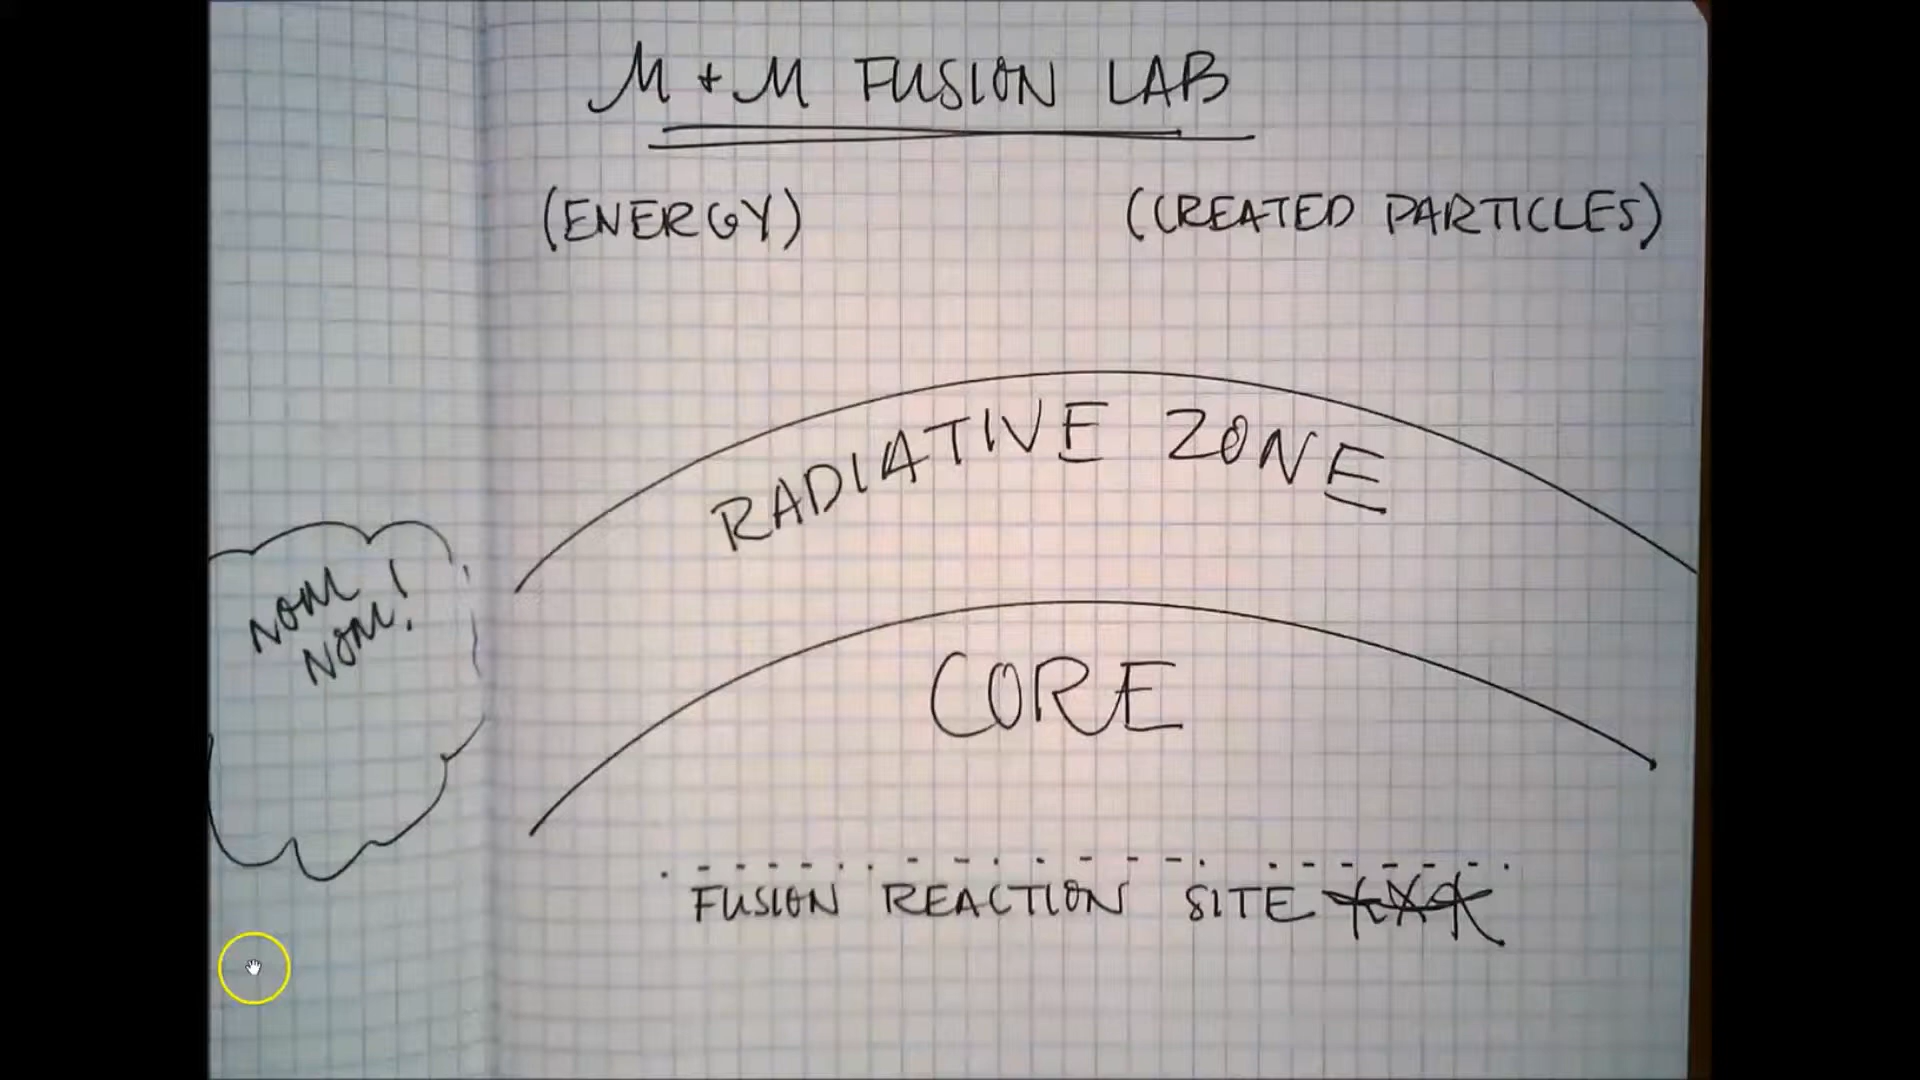 M + M FUSION LAB
(ENERGY)
(CREATED PARTICLES)
RADIATIVE ZONE
CORE
NOM
NOM!
FUSION REACTION SITE